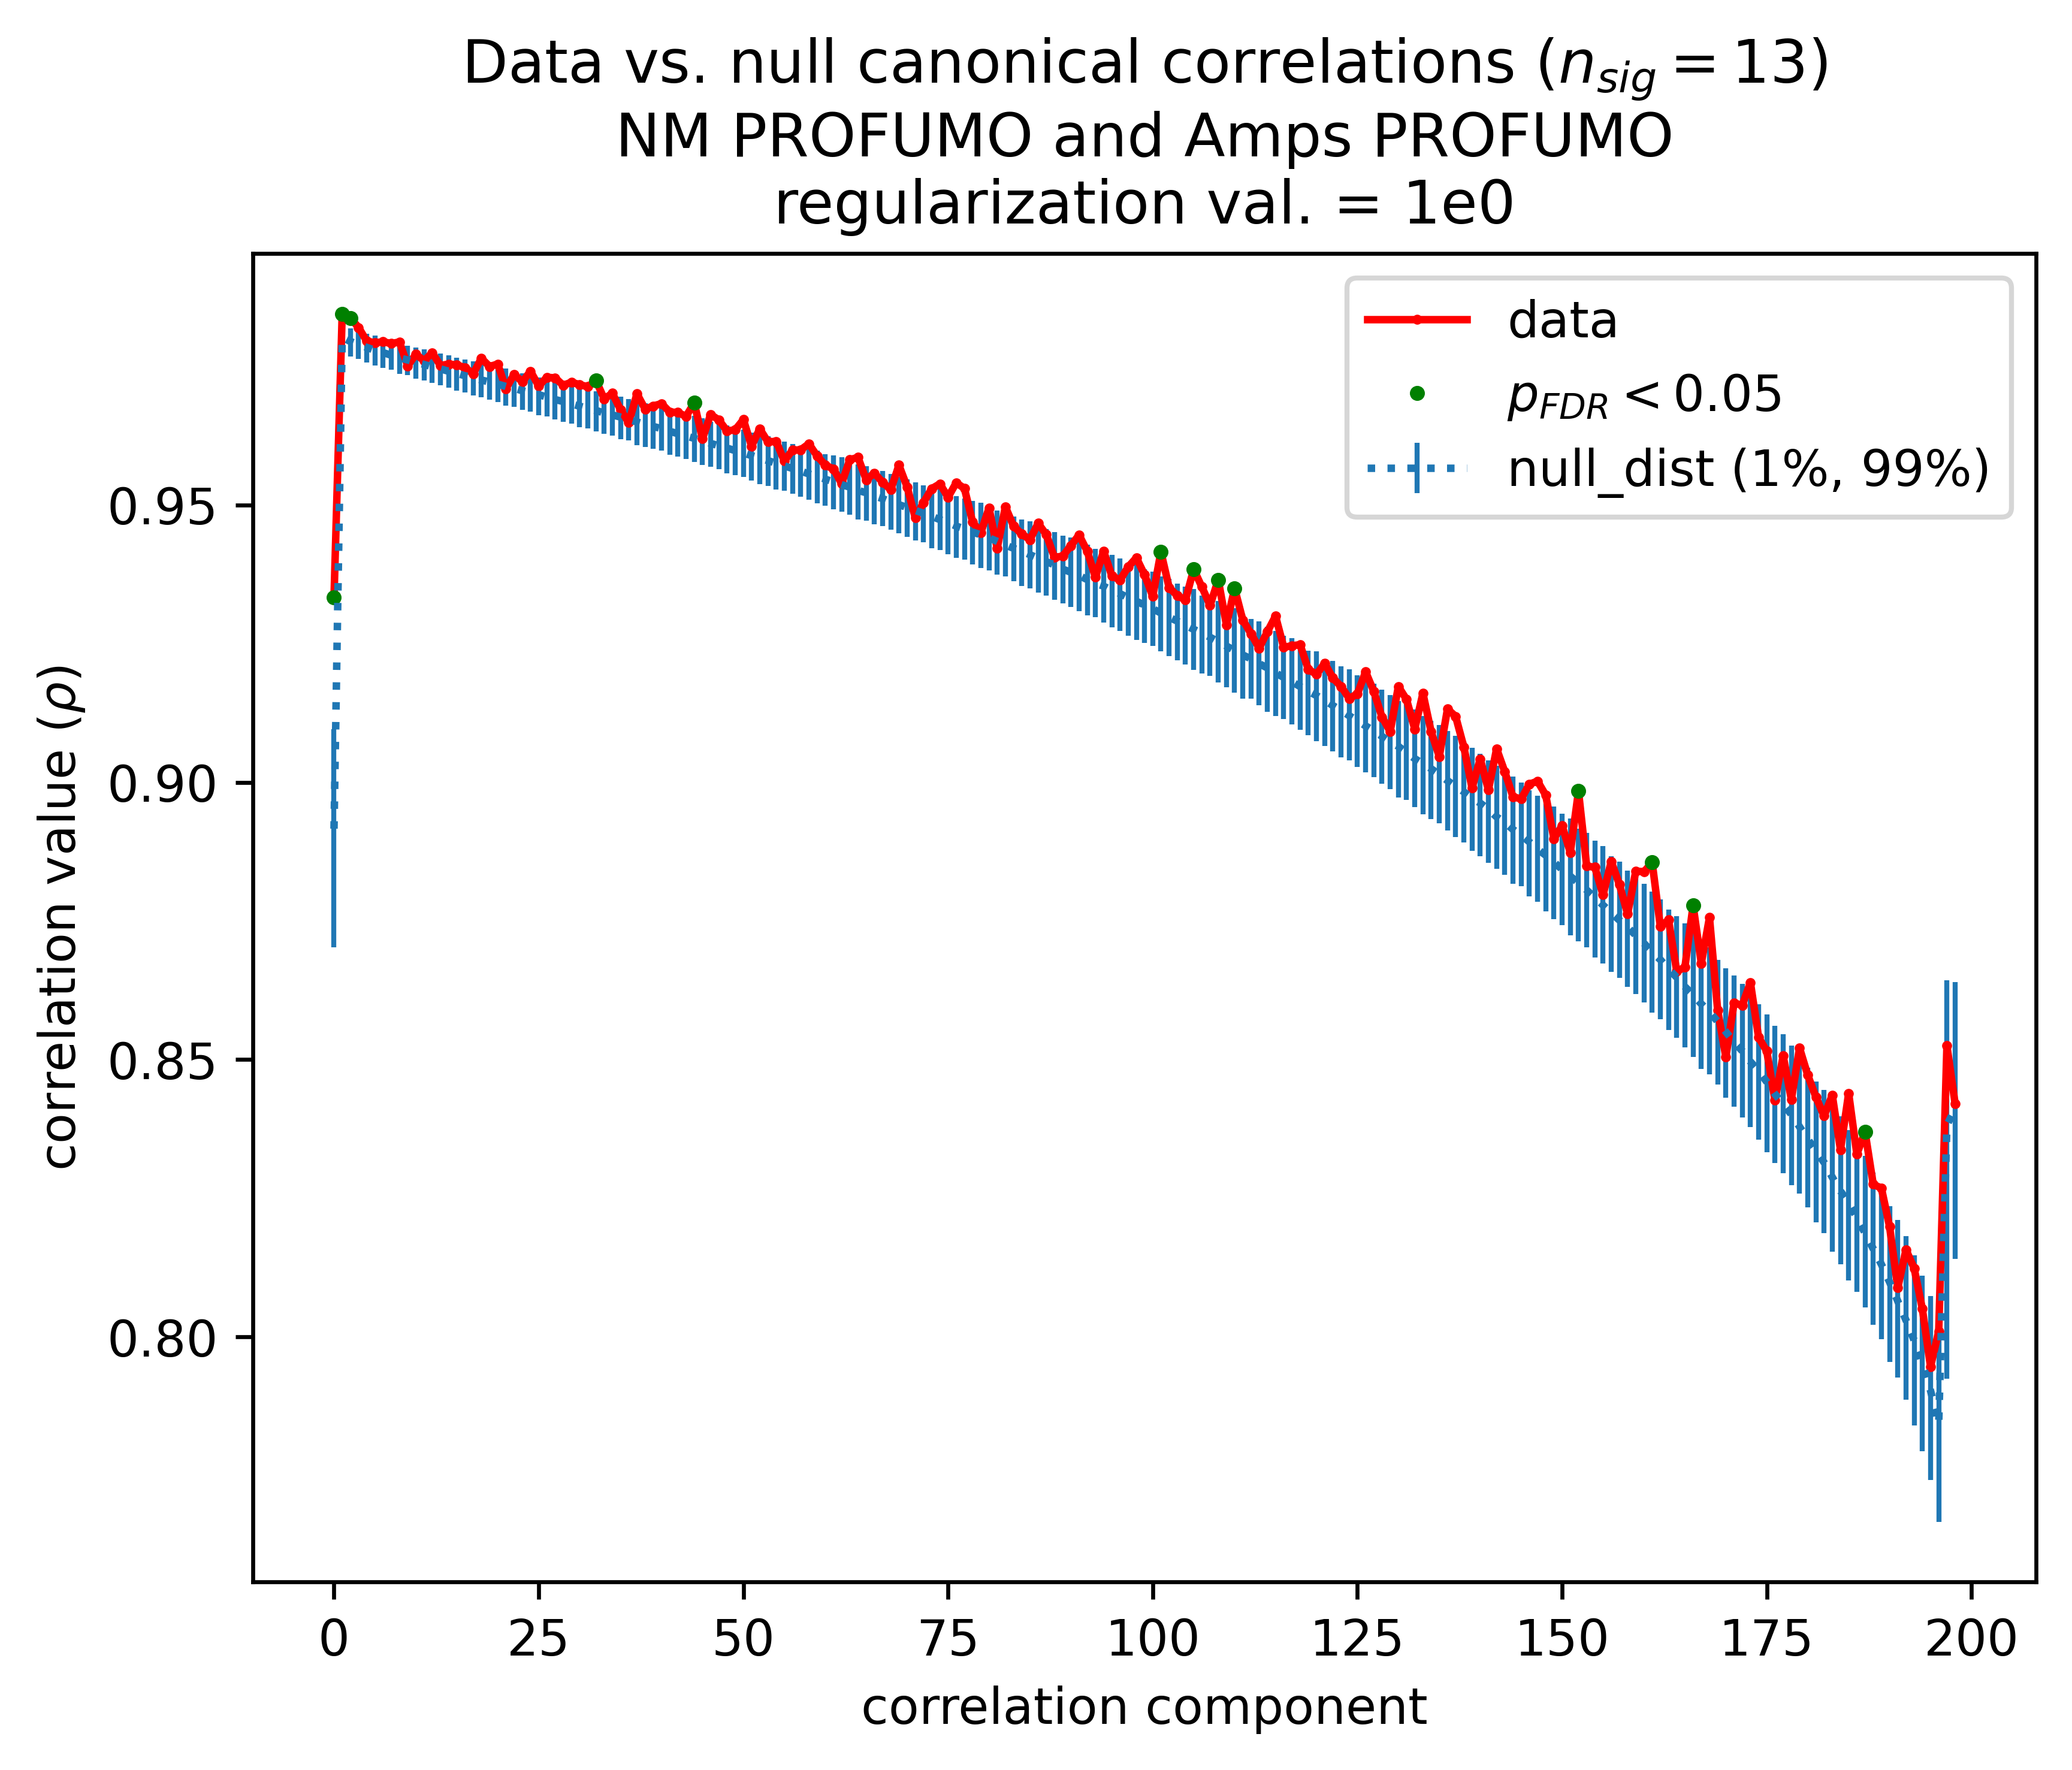 Data vs. null canonical correlations (n_sig = 13)
NM PROFUMO and Amps PROFUMO
regularization val. = 1e0
data
p_FDR < 0.05
null_dist (1%, 99%)
correlation value (ρ)
0.95
0.90
0.85
0.80
0 25 50 75 100 125 150 175 200
correlation component